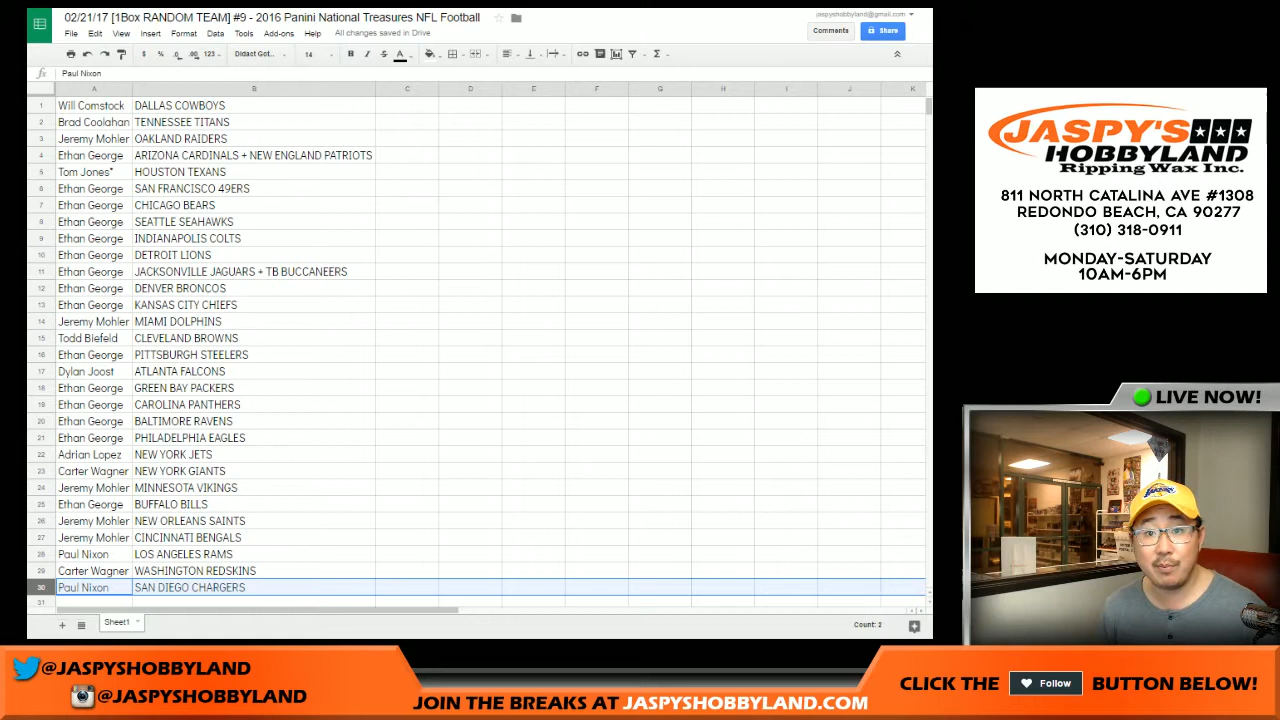 02/21/17 [1Box RANDOM TEAM] #9 - 2016 Panini National Treasures NFL Football
jaspyshobbyland@gmail.com
File Edit View Insert Format Data Tools Add-ons Help All changes saved in Drive
Comments Share
$ % .0 .00 123 Didact Got... 14 B I S A
fx Paul Nixon
A B C D E F G H I J K
1 Will Comstock DALLAS COWBOYS
2 Brad Coolahan TENNESSEE TITANS
3 Jeremy Mohler OAKLAND RAIDERS
4 Ethan George ARIZONA CARDINALS + NEW ENGLAND PATRIOTS
5 Tom Jones* HOUSTON TEXANS
6 Ethan George SAN FRANCISCO 49ERS
7 Ethan George CHICAGO BEARS
8 Ethan George SEATTLE SEAHAWKS
9 Ethan George INDIANAPOLIS COLTS
10 Ethan George DETROIT LIONS
11 Ethan George JACKSONVILLE JAGUARS + TB BUCCANEERS
12 Ethan George DENVER BRONCOS
13 Ethan George KANSAS CITY CHIEFS
14 Jeremy Mohler MIAMI DOLPHINS
15 Todd Biefeld CLEVELAND BROWNS
16 Ethan George PITTSBURGH STEELERS
17 Dylan Joost ATLANTA FALCONS
18 Ethan George GREEN BAY PACKERS
19 Ethan George CAROLINA PANTHERS
20 Ethan George BALTIMORE RAVENS
21 Ethan George PHILADELPHIA EAGLES
22 Adrian Lopez NEW YORK JETS
23 Carter Wagner NEW YORK GIANTS
24 Jeremy Mohler MINNESOTA VIKINGS
25 Ethan George BUFFALO BILLS
26 Jeremy Mohler NEW ORLEANS SAINTS
27 Jeremy Mohler CINCINNATI BENGALS
28 Paul Nixon LOS ANGELES RAMS
29 Carter Wagner WASHINGTON REDSKINS
30 Paul Nixon SAN DIEGO CHARGERS
31
Sheet1 Count: 2
JASPY'S
HOBBYLAND
Ripping Wax Inc.
811 NORTH CATALINA AVE #1308
REDONDO BEACH, CA 90277
(310) 318-0911
MONDAY-SATURDAY
10AM-6PM
LIVE NOW!
@JASPYSHOBBYLAND
@JASPYSHOBBYLAND
JOIN THE BREAKS AT JASPYSHOBBYLAND.COM
CLICK THE Follow BUTTON BELOW!